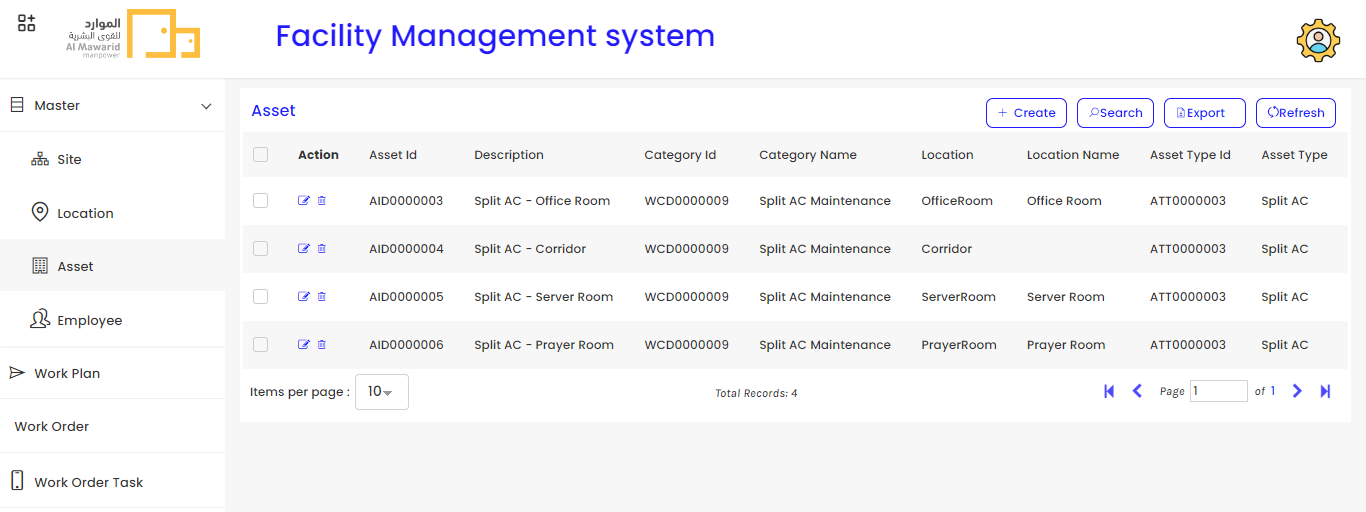 الموارد
للقوى البشرية
Al Mawarid
manpower
Facility Management system
Master
Site
Location
Asset
Employee
Work Plan
Work Order
Work Order Task
Asset
+ Create Search Export Refresh
Action Asset Id Description Category Id Category Name Location Location Name Asset Type Id Asset Type
AID0000003 Split AC - Office Room WCD0000009 Split AC Maintenance OfficeRoom Office Room ATT0000003 Split AC
AID0000004 Split AC - Corridor WCD0000009 Split AC Maintenance Corridor ATT0000003 Split AC
AID0000005 Split AC - Server Room WCD0000009 Split AC Maintenance ServerRoom Server Room ATT0000003 Split AC
AID0000006 Split AC - Prayer Room WCD0000009 Split AC Maintenance PrayerRoom Prayer Room ATT0000003 Split AC
Items per page : 10 Total Records: 4 Page 1 of 1